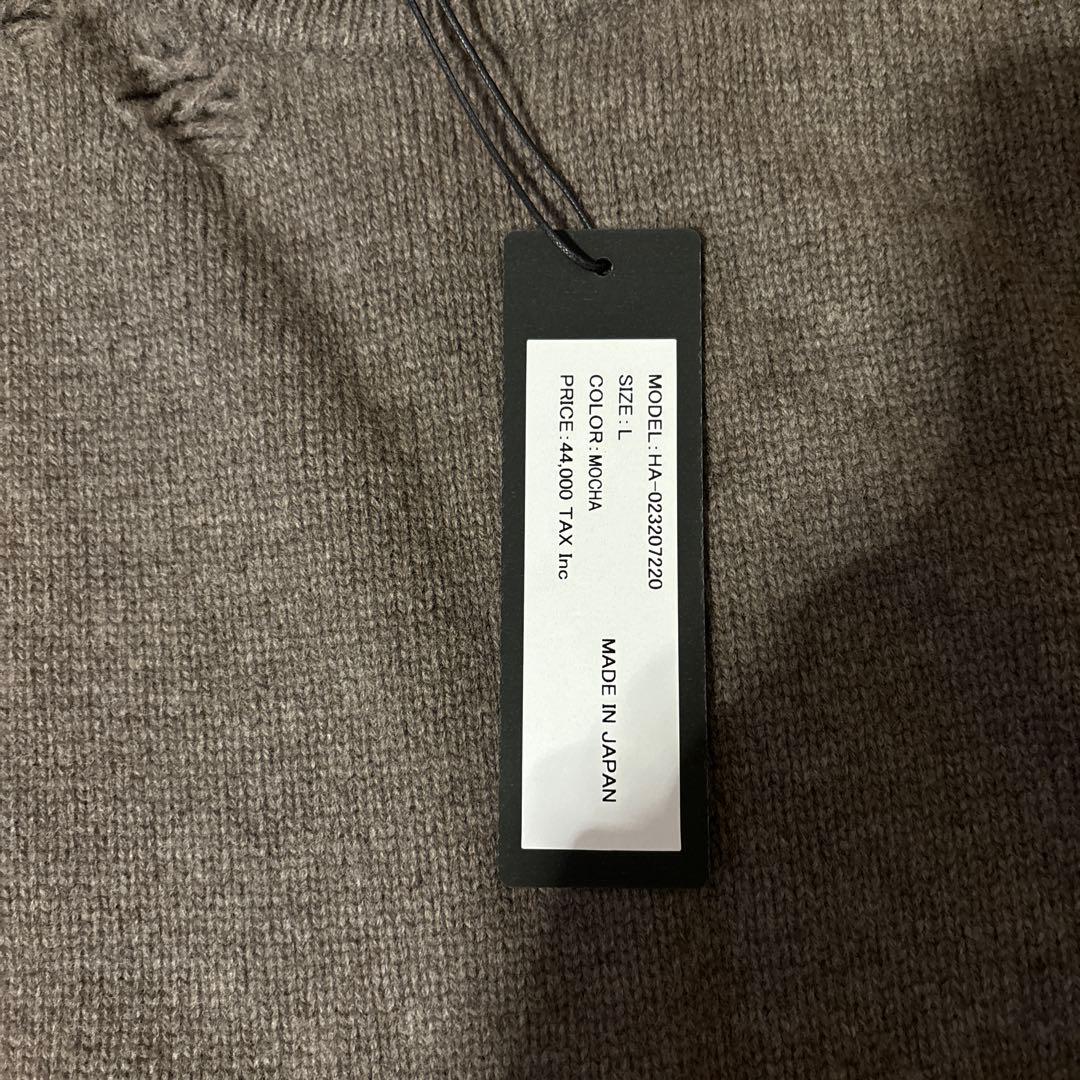 MODEL:HA-023207220
SIZE:L
COLOR:MOCHA
PRICE:44,000 TAX Inc
MADE IN JAPAN